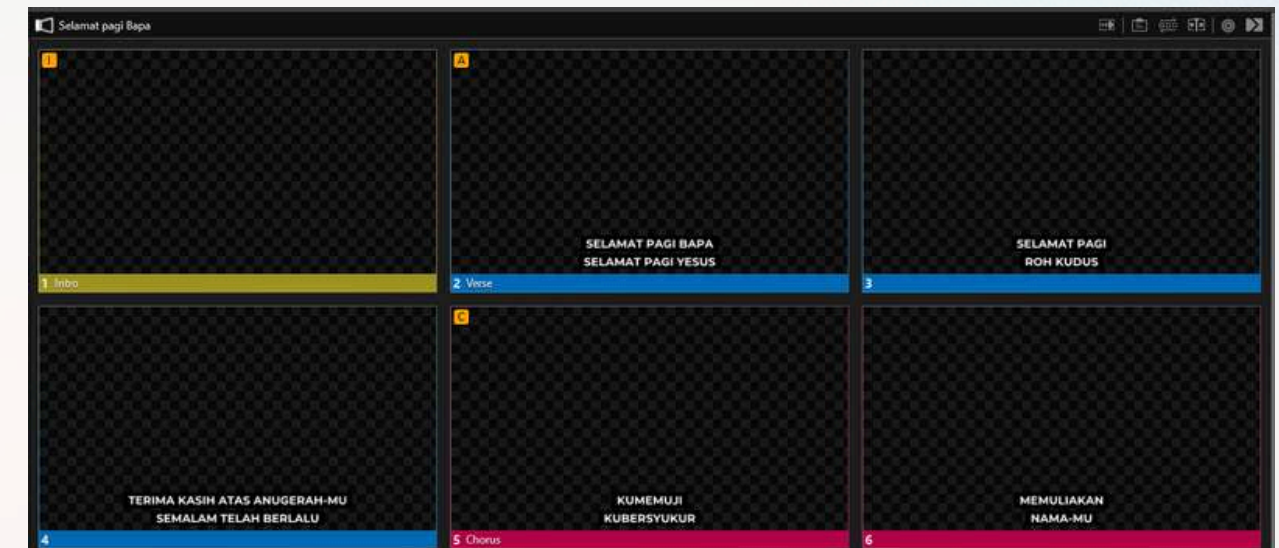 Selamat pagi Bapa
I
A
SELAMAT PAGI BAPA
SELAMAT PAGI YESUS
SELAMAT PAGI
ROH KUDUS
1 Intro
2 Verse
3
C
TERIMA KASIH ATAS ANUGERAH-MU
SEMALAM TELAH BERLALU
KUMEMUJI
KUBERSYUKUR
MEMULIAKAN
NAMA-MU
4
5 Chorus
6